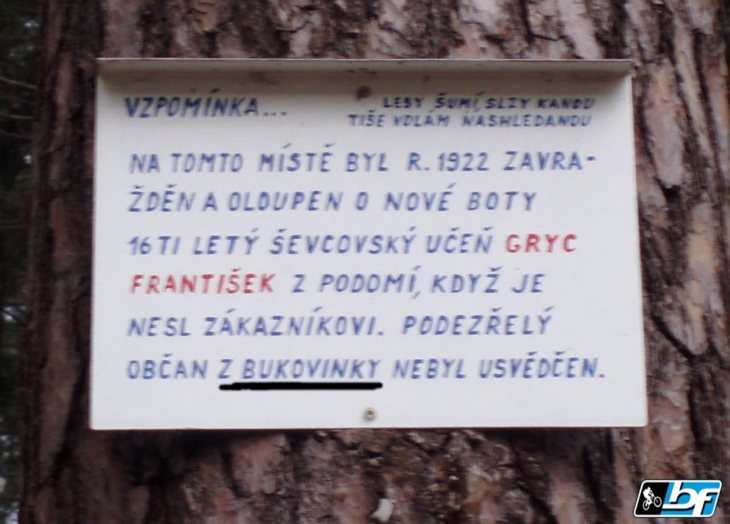 VZPOMÍNKA...
LESY ŠUMÍ, SLZY KANOU
TIŠE VOLÁM NASHLEDANOU
NA TOMTO MÍSTĚ BYL R. 1922 ZAVRA-
ŽDĚN A OLOUPEN O NOVÉ BOTY
16TI LETÝ ŠEVCOVSKÝ UČEŇ GRYC
FRANTIŠEK Z PODOMÍ, KDYŽ JE
NESL ZÁKAZNÍKOVI. PODEZŘELÝ
OBČAN Z BUKOVINKY NEBYL USVĚDČEN.
bf